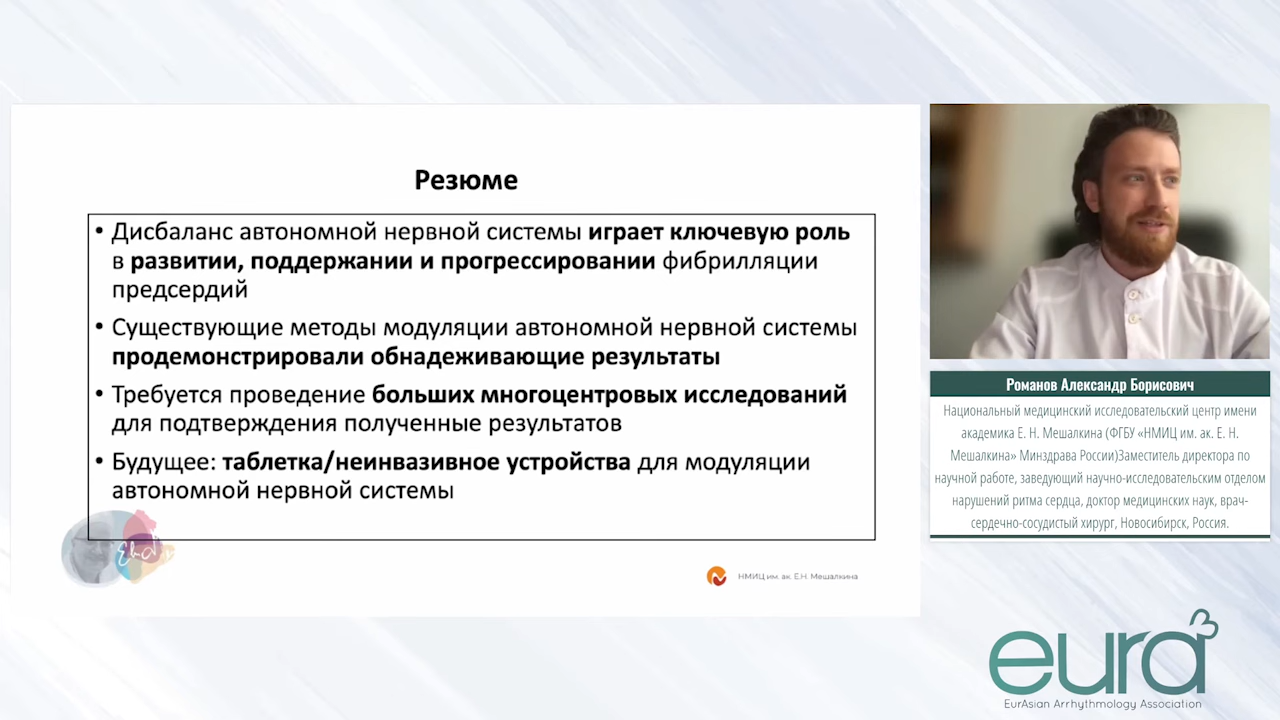 Резюме
• Дисбаланс автономной нервной системы играет ключевую роль
в развитии, поддержании и прогрессировании фибрилляции
предсердий
• Существующие методы модуляции автономной нервной системы
продемонстрировали обнадеживающие результаты
• Требуется проведение больших многоцентровых исследований
для подтверждения полученные результатов
• Будущее: таблетка/неинвазивное устройства для модуляции
автономной нервной системы
НМИЦ им. ак. Е.Н. Мешалкина
Романов Александр Борисович
Национальный медицинский исследовательский центр имени
академика Е. Н. Мешалкина (ФГБУ «НМИЦ им. ак. Е. Н.
Мешалкина» Минздрава России)Заместитель директора по
научной работе, заведующий научно-исследовательским отделом
нарушений ритма сердца, доктор медицинских наук, врач-
сердечно-сосудистый хирург, Новосибирск, Россия.
eura
EurAsian Arrhythmology Association